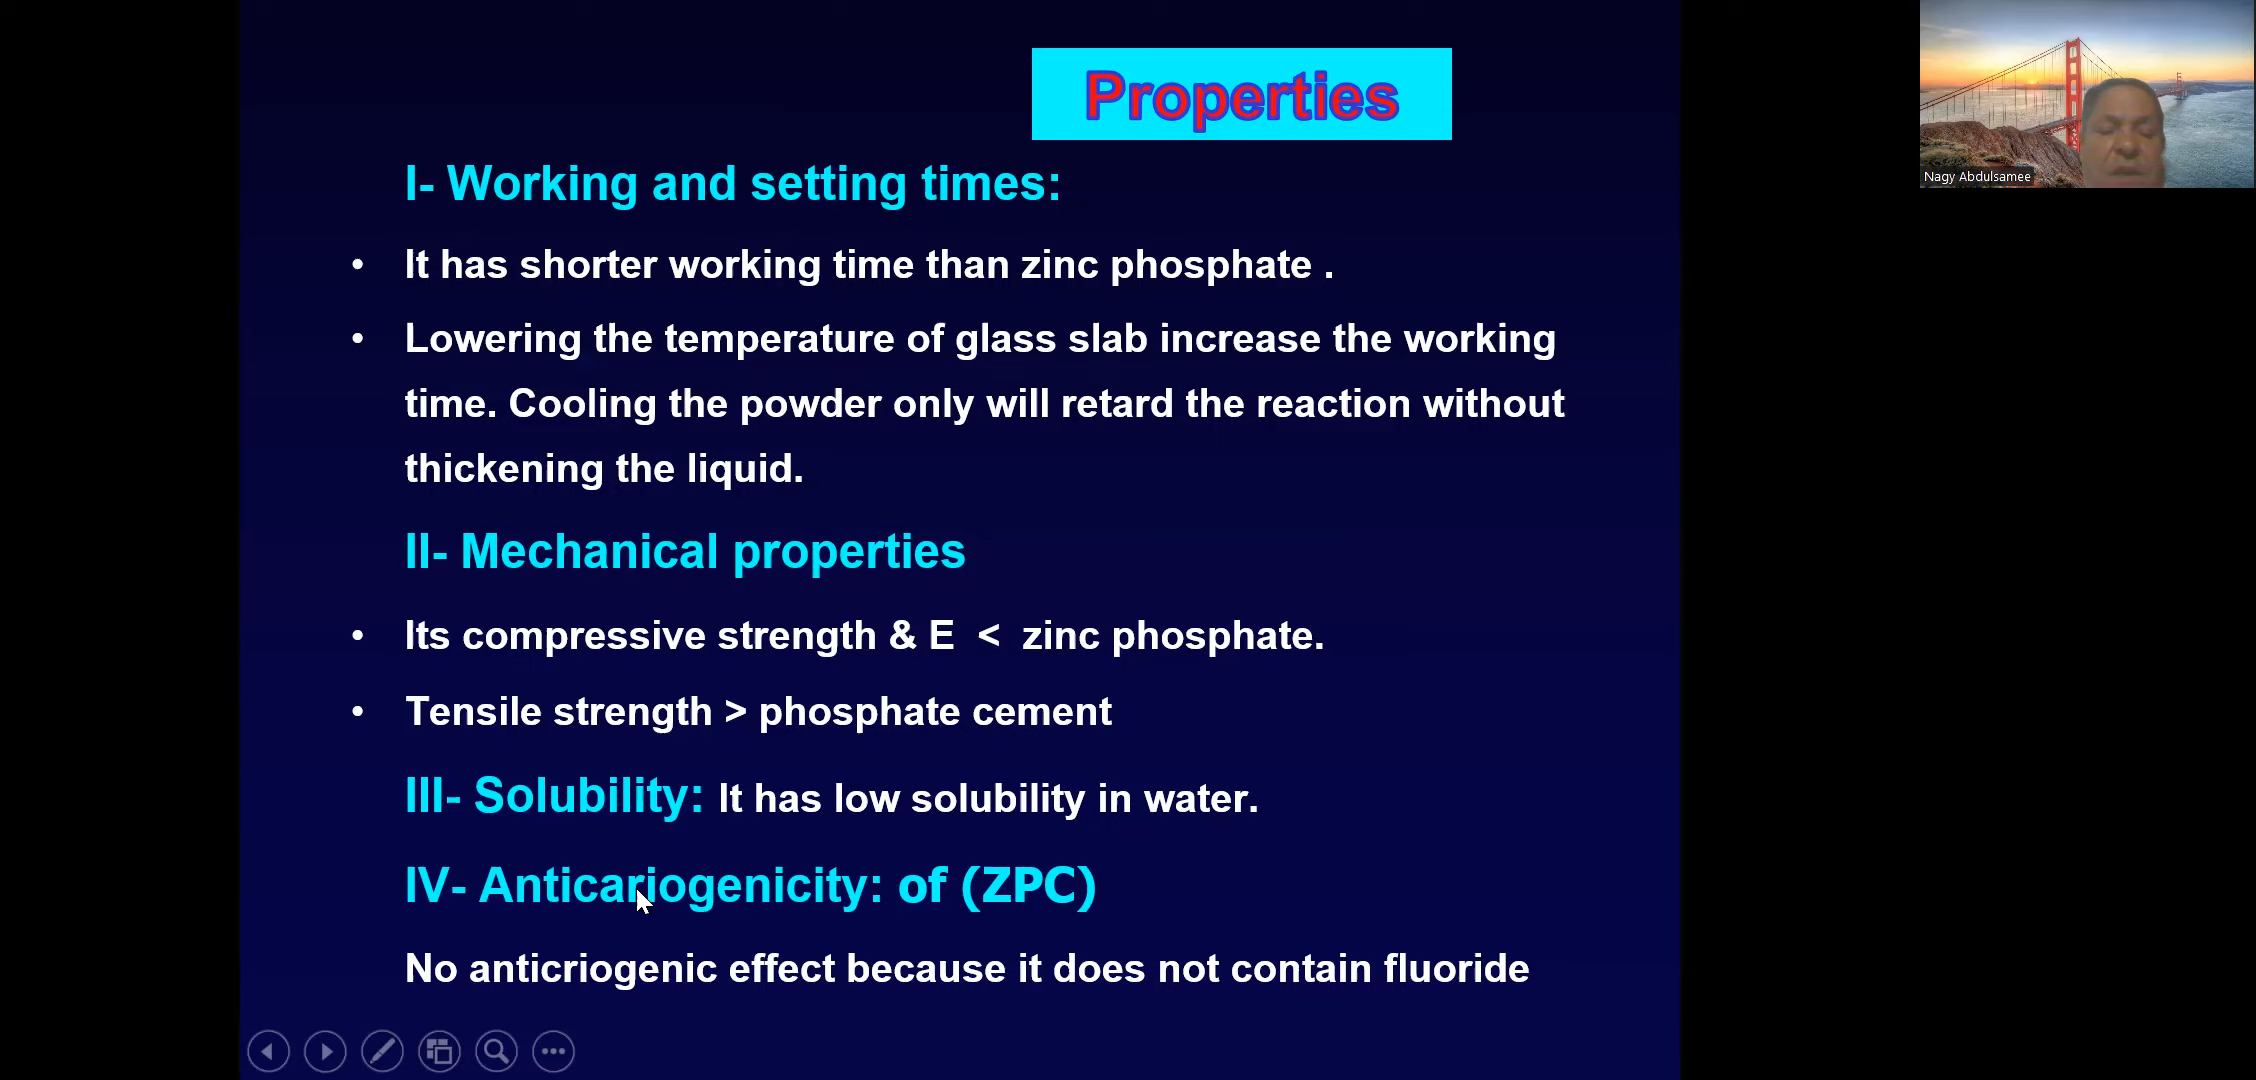 Properties
Nagy Abdulsamee
I- Working and setting times:
• It has shorter working time than zinc phosphate .
• Lowering the temperature of glass slab increase the working
time. Cooling the powder only will retard the reaction without
thickening the liquid.
II- Mechanical properties
• Its compressive strength & E < zinc phosphate.
• Tensile strength > phosphate cement
III- Solubility: It has low solubility in water.
IV- Anticariogenicity: of (ZPC)
No anticriogenic effect because it does not contain fluoride